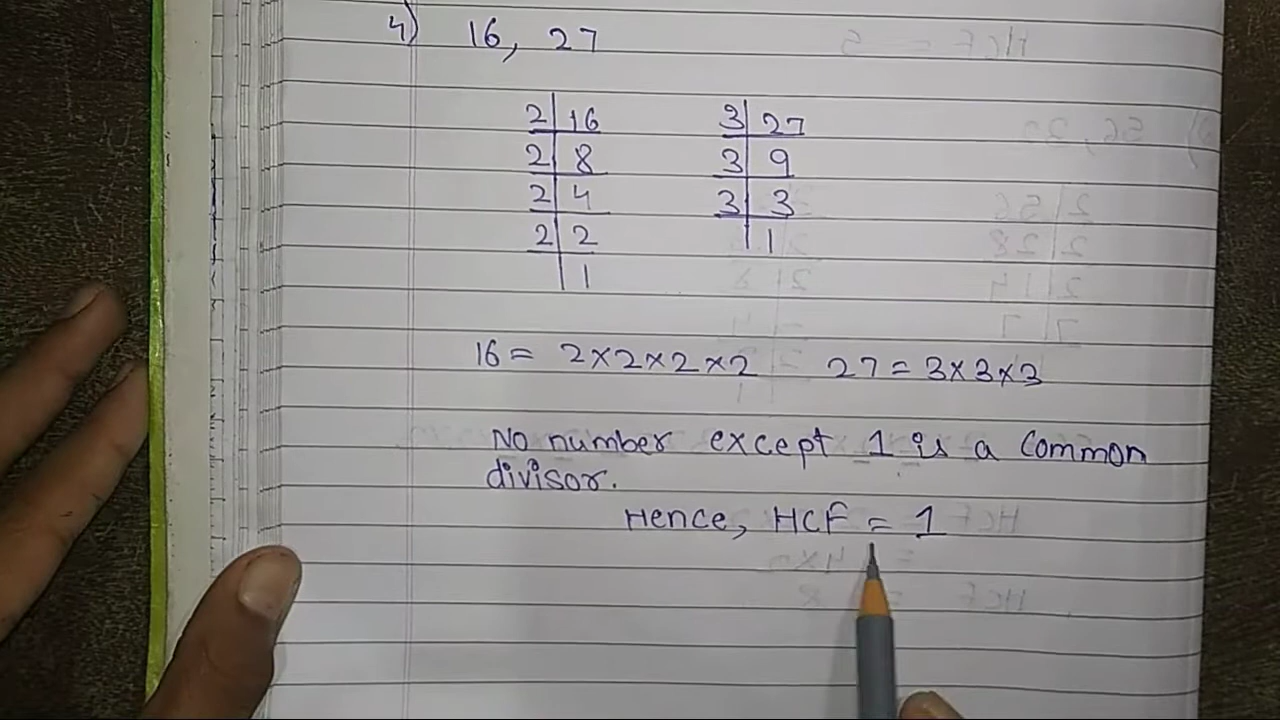 4) 16, 27
2 16 3 27
2 8 3 9
2 4 3 3
2 2 1
1
16 = 2×2×2×2 27 = 3×3×3
No number except 1 is a common
divisor.
Hence, HCF = 1